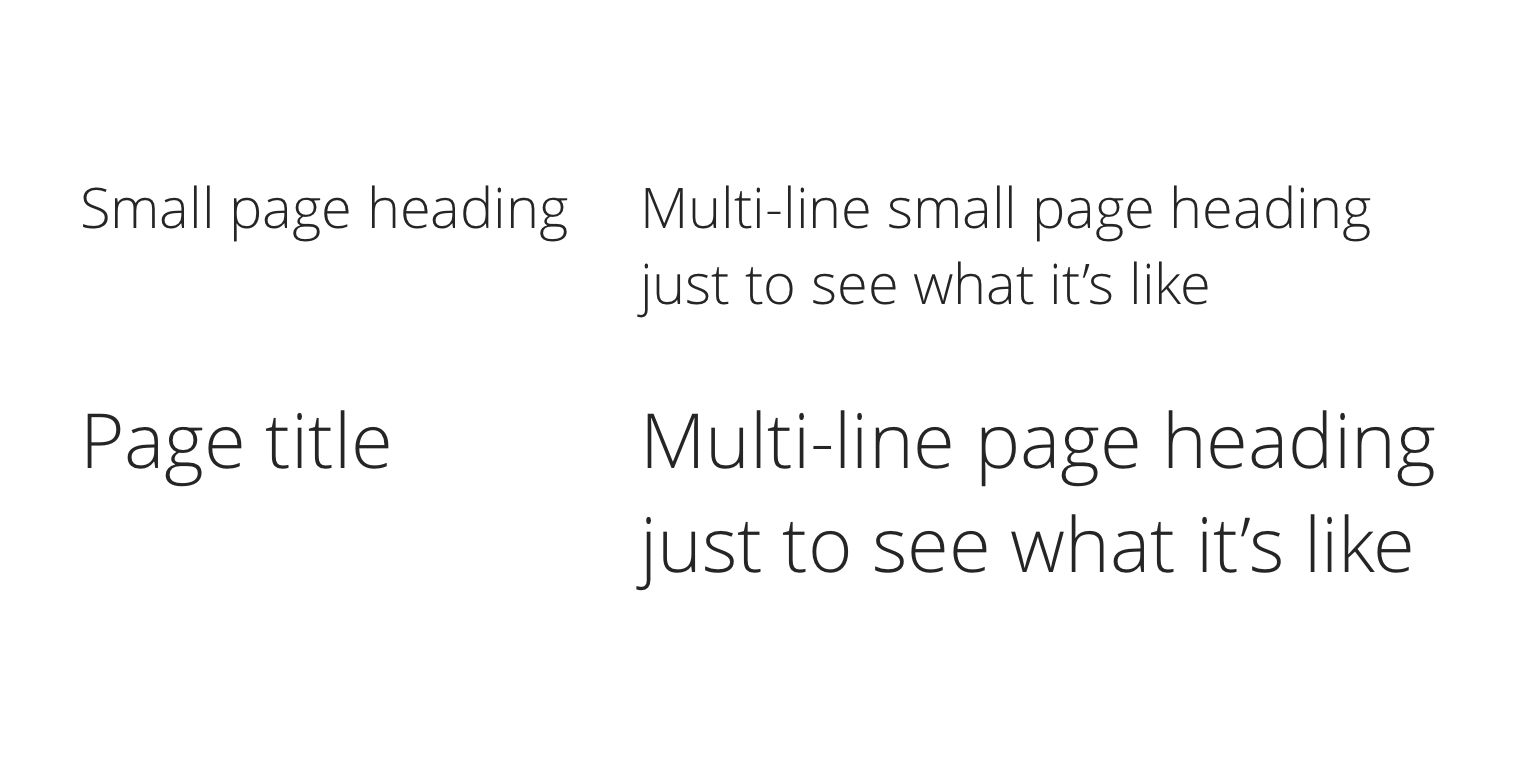 Small page heading
Multi-line small page heading
just to see what it’s like
Page title
Multi-line page heading
just to see what it’s like